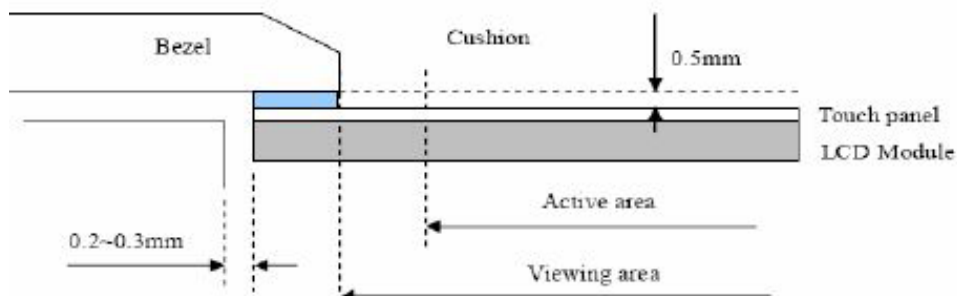 Bezel
Cushion
0.5mm
Touch panel
LCD Module
Active area
0.2~0.3mm
Viewing area